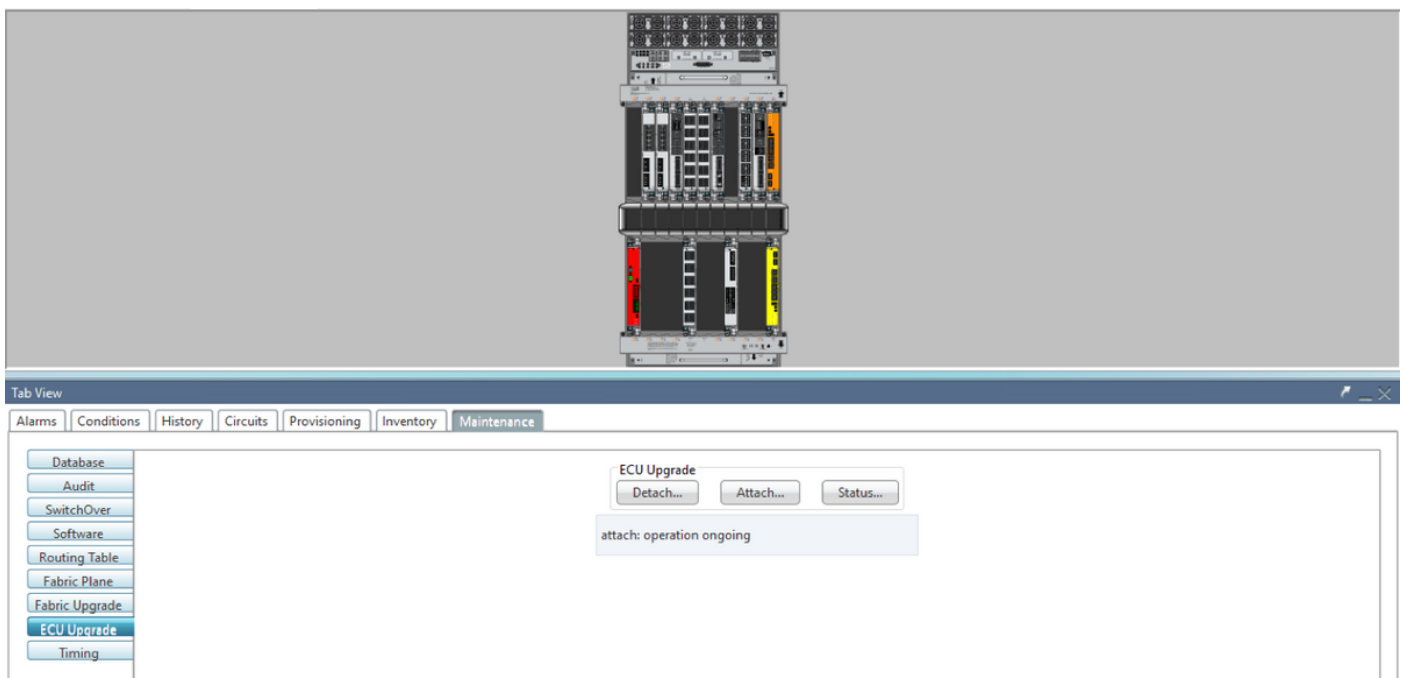 Tab View
Alarms Conditions History Circuits Provisioning Inventory Maintenance
Database
Audit
SwitchOver
Software
Routing Table
Fabric Plane
Fabric Upgrade
ECU Upgrade
Timing
ECU Upgrade
Detach... Attach... Status...
attach: operation ongoing